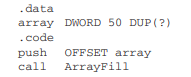 .data
array DWORD 50 DUP(?)
.code
push OFFSET array
call ArrayFill